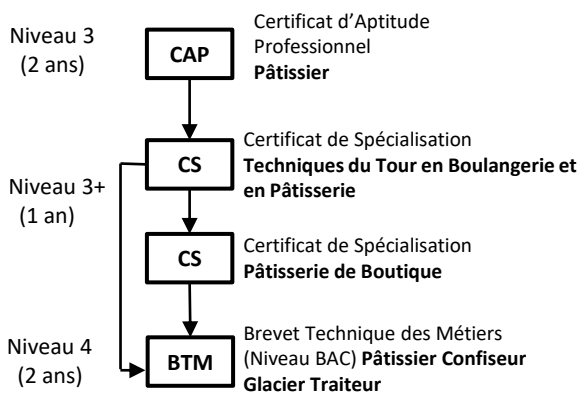 Niveau 3
(2 ans)
CAP
Certificat d’Aptitude
Professionnel
Pâtissier
Niveau 3+
(1 an)
CS
Certificat de Spécialisation
Techniques du Tour en Boulangerie et
en Pâtisserie
CS
Certificat de Spécialisation
Pâtisserie de Boutique
Niveau 4
(2 ans)
BTM
Brevet Technique des Métiers
(Niveau BAC) Pâtissier Confiseur
Glacier Traiteur